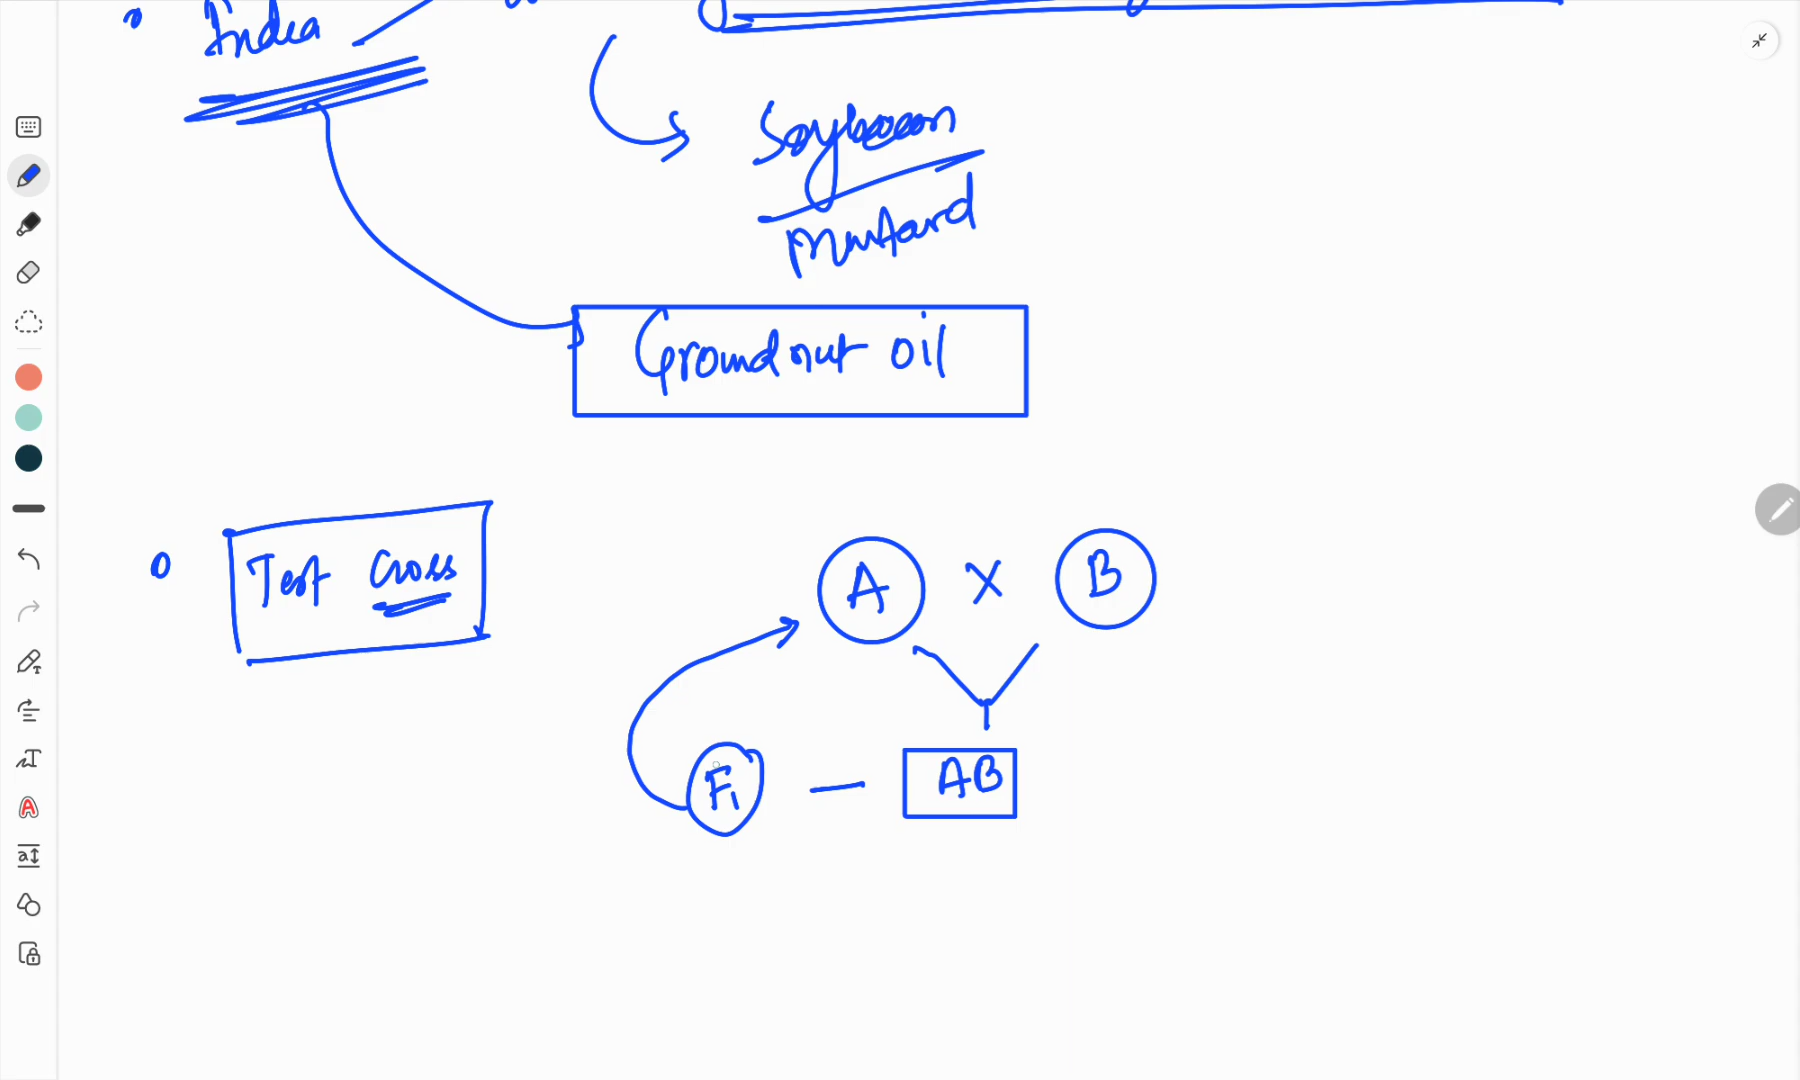 India
Soybean
Mustard
Groundnut oil
Test Cross
A X B
F1 — AB